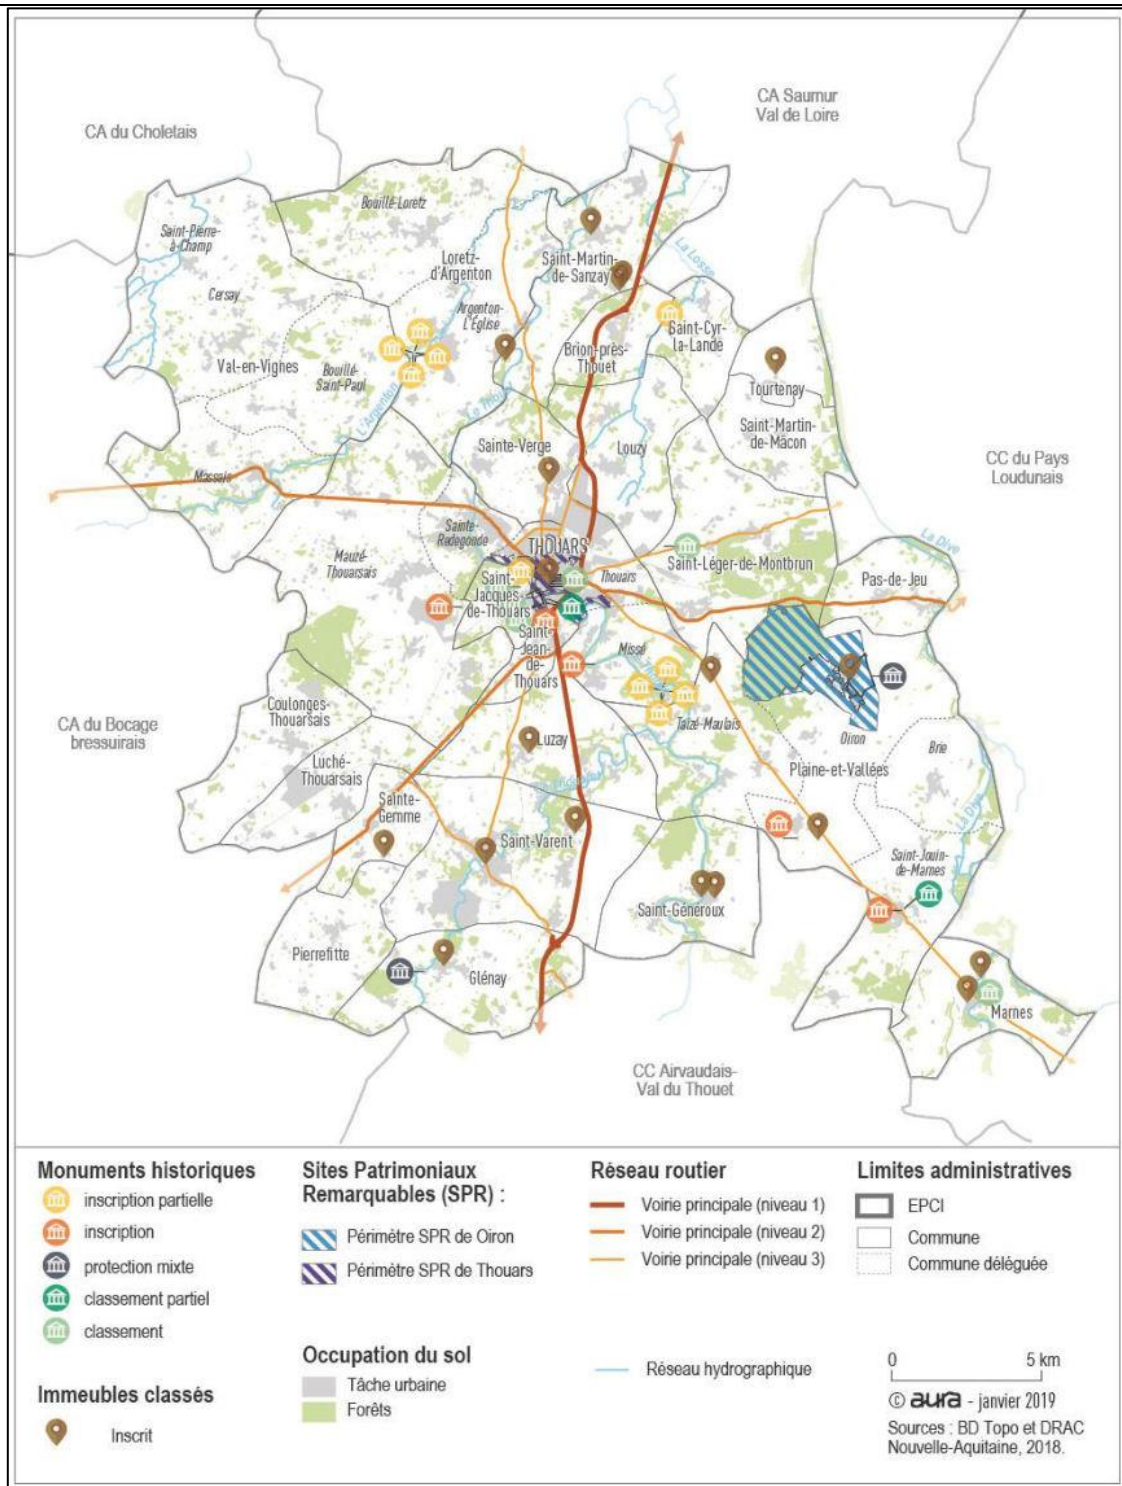 CA Saumur
Val de Loire
CA du Choletais
Bouillé-Loretz
Saint-Pierre-
à-Champ
La Losse
Loretz-
d'Argenton
Saint-Martin-
de-Sanzay
Cersay
Argenton-
L'Église
Saint-Cyr-
la-Lande
Brion-près-
Thouet
Val-en-Vignes
Bouillé-
Saint-Paul
L'Argenton
Tourtenay
Saint-Martin-
de-Mâcon
Sainte-Verge
Louzy
CC du Pays
Loudunais
Massais
Sainte-
Radegonde
THOUARS
La Dive
Mauzé-
Thouarsais
Saint-
Jacques-
de-Thouars
Thouars
Saint-Léger-de-Montbrun
Pas-de-Jeu
Saint-
Jean-
de-
Thouars
Missé
Taizé-Maulais
Coulonges-
Thouarsais
CA du Bocage
bressuirais
Luzay
Oiron
Brie
Luché-
Thouarsais
Plaine-et-Vallées
Sainte-
Gemme
Saint-Varent
Saint-Jouin-
de-Marnes
Saint-Généroux
Pierrefitte
Glénay
Marnes
CC Airvaudais-
Val du Thouet
Monuments historiques
inscription partielle
inscription
protection mixte
classement partiel
classement
Immeubles classés
Inscrit
Sites Patrimoniaux
Remarquables (SPR) :
Périmètre SPR de Oiron
Périmètre SPR de Thouars
Occupation du sol
Tâche urbaine
Forêts
Réseau routier
Voirie principale (niveau 1)
Voirie principale (niveau 2)
Voirie principale (niveau 3)
Réseau hydrographique
Limites administratives
EPCI
Commune
Commune déléguée
0 5 km
© aura - janvier 2019
Sources : BD Topo et DRAC
Nouvelle-Aquitaine, 2018.